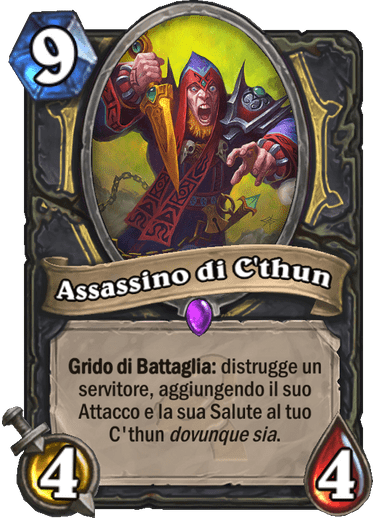 9
Assassino di C'thun
Grido di Battaglia: distrugge un
servitore, aggiungendo il suo
Attacco e la sua Salute al tuo
C'thun dovunque sia.
4
4